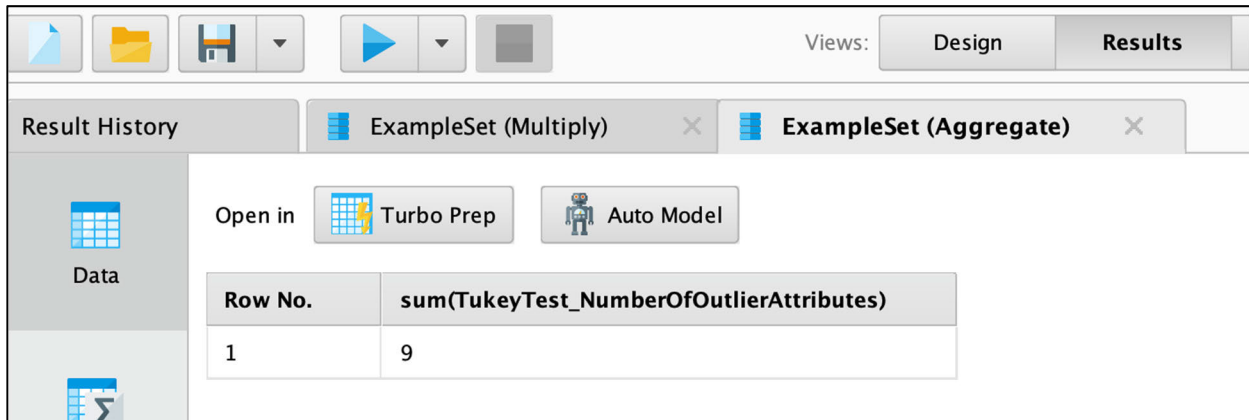 Views: Design Results
Result History ExampleSet (Multiply) ExampleSet (Aggregate)
Open in Turbo Prep Auto Model
Data
Row No. sum(TukeyTest_NumberOfOutlierAttributes)
1 9
Σ